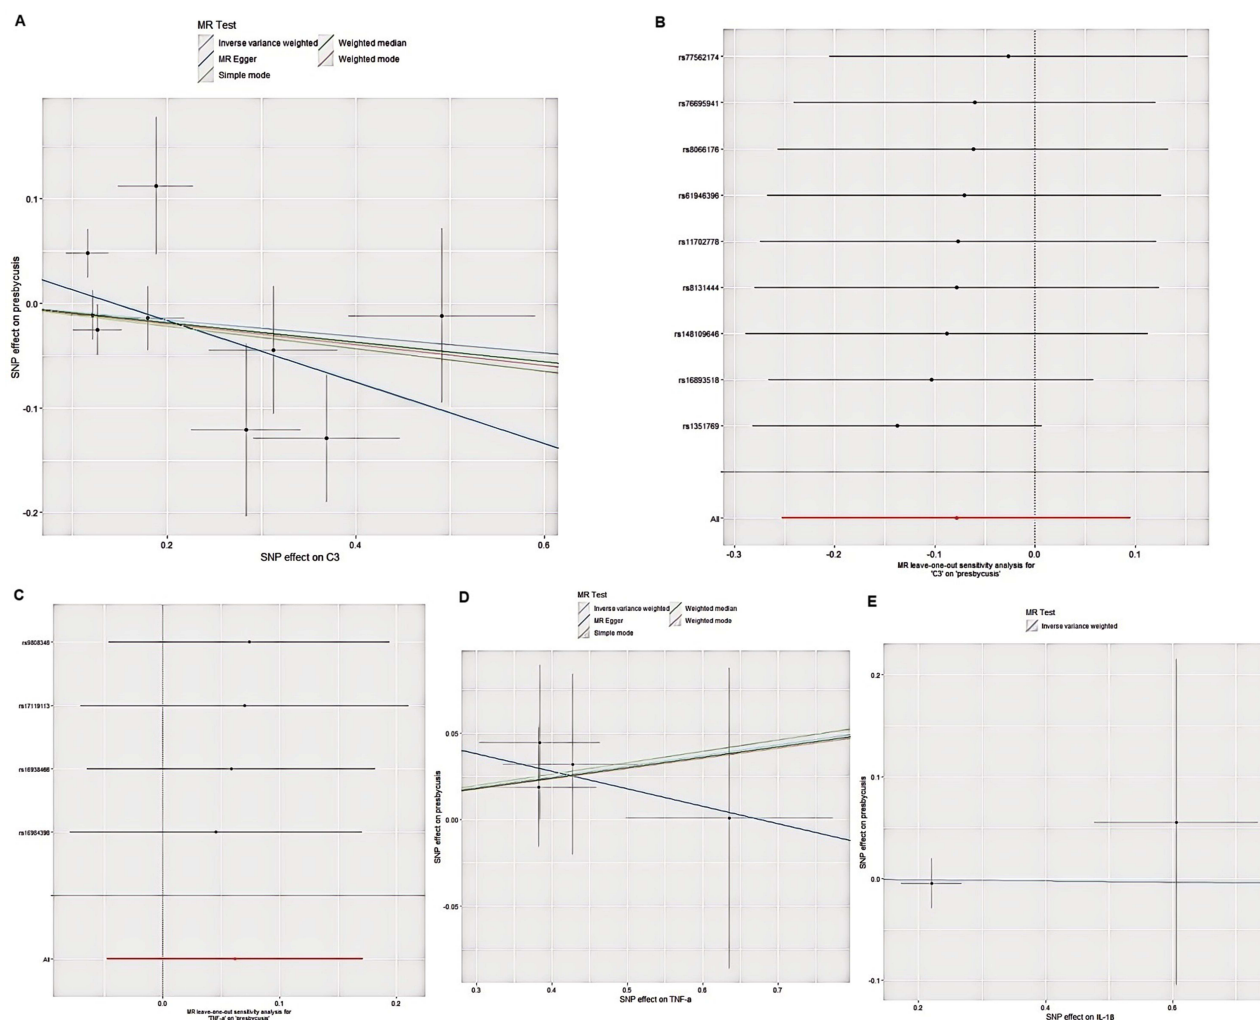 A
MR Test
Inverse variance weighted
Weighted median
MR Egger
Weighted mode
Simple mode
SNP effect on presbycusis
0.1
0.0
-0.1
-0.2
0.2
0.4
0.6
SNP effect on C3
B
rs77562174
rs76695941
rs8066176
rs61946396
rs11702778
rs8131444
rs148109646
rs16893518
rs1351769
All
-0.3
-0.2
-0.1
0.0
0.1
MR leave-one-out sensitivity analysis for
'C3' on 'presbycusis'
C
rs9808346
rs17119113
rs16938466
rs16984398
All
0.0
0.1
0.2
MR leave-one-out sensitivity analysis for
'TNF-a' on 'presbycusis'
D
MR Test
Inverse variance weighted
Weighted median
MR Egger
Weighted mode
Simple mode
SNP effect on presbycusis
0.05
0.00
-0.05
0.3
0.4
0.5
0.6
0.7
SNP effect on TNF-a
E
MR Test
Inverse variance weighted
SNP effect on presbycusis
0.2
0.1
0.0
-0.1
0.2
0.4
0.6
SNP effect on IL-1ß